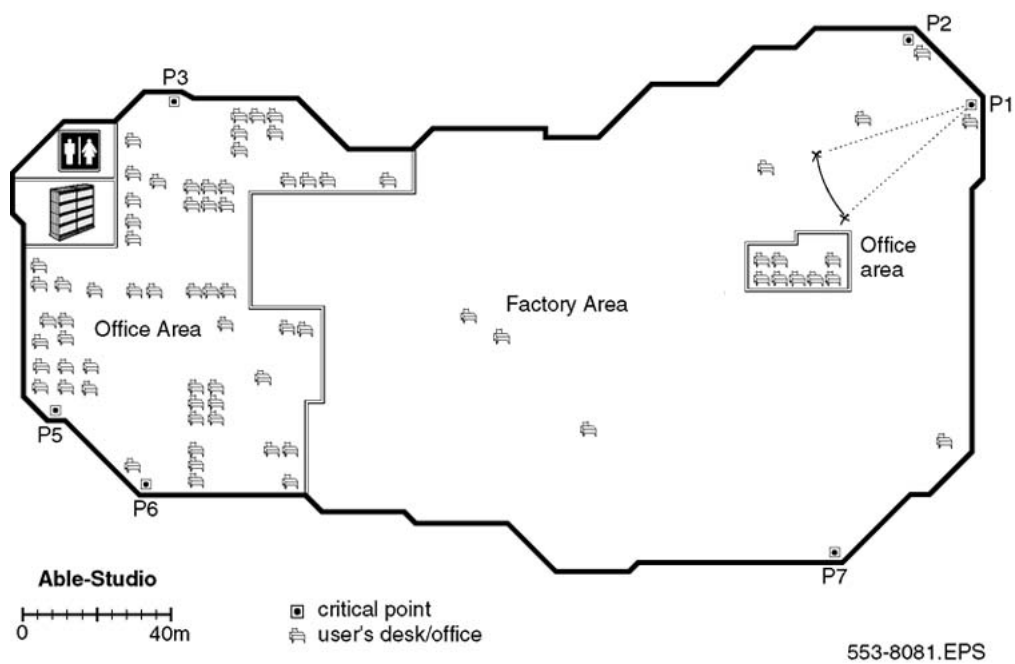 P2
P3
P1
Office
area
Factory Area
Office Area
P5
P6
P7
Able-Studio
0 40m
critical point
user's desk/office
553-8081.EPS